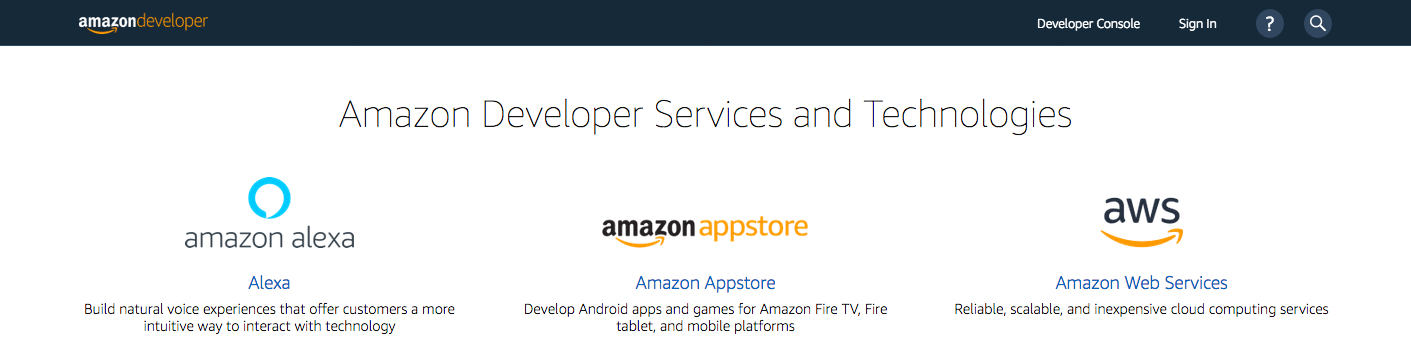 amazondeveloper
Developer Console
Sign In
?
Amazon Developer Services and Technologies
amazon alexa
Alexa
Build natural voice experiences that offer customers a more
intuitive way to interact with technology
amazon appstore
Amazon Appstore
Develop Android apps and games for Amazon Fire TV, Fire
tablet, and mobile platforms
aws
Amazon Web Services
Reliable, scalable, and inexpensive cloud computing services